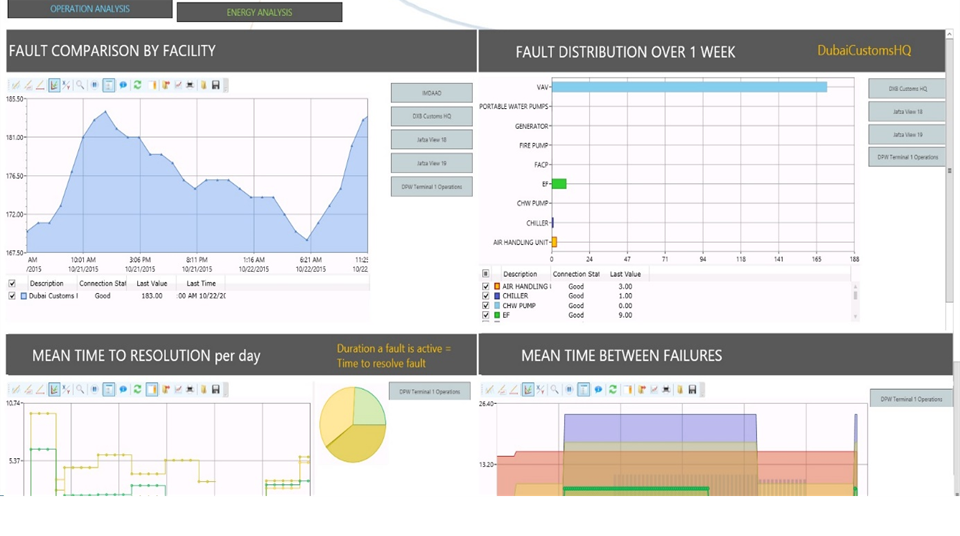 OPERATION ANALYSIS
ENERGY ANALYSIS
FAULT COMPARISON BY FACILITY
185.50
181.00
176.50
172.00
167.50
AM 10:01 AM 3:06 PM 8:11 PM 1:16 AM 6:21 AM 11:25
/2015 10/21/2015 10/21/2015 10/21/2015 10/22/2015 10/22/2015 10/22
Description Connection Stat Last Value Last Time
Dubai Customs Good 183.00 :00 AM 10/22/20
IMDAAD
DXB Customs HQ
Jafza View 18
Jafza View 19
DPW Terminal 1 Operations
FAULT DISTRIBUTION OVER 1 WEEK
DubaiCustomsHQ
VAV
PORTABLE WATER PUMPS
GENERATOR
FIRE PUMP
FACP
EF
CHW PUMP
CHILLER
AIR HANDLING UNIT
0 24 47 71 94 118 141 165 188
Description Connection Stat Last Value
AIR HANDLING Good 3.00
CHILLER Good 1.00
CHW PUMP Good 0.00
EF Good 9.00
DXB Customs HQ
Jafza View 18
Jafza View 19
DPW Terminal 1 Operations
MEAN TIME TO RESOLUTION per day
Duration a fault is active =
Time to resolve fault
10.74
5.37
DPW Terminal 1 Operations
MEAN TIME BETWEEN FAILURES
26.40
13.20
DPW Terminal 1 Operations